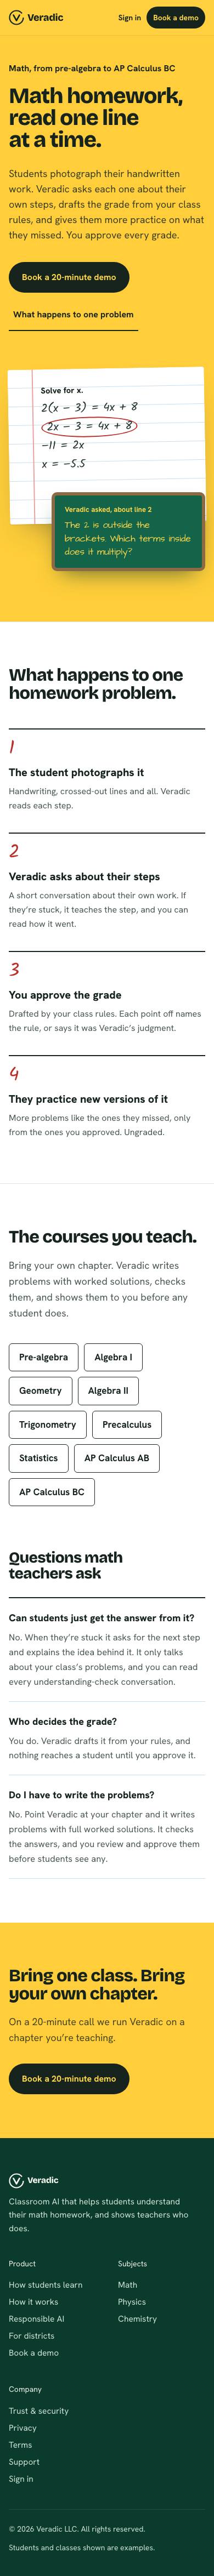 Veradic
Sign in
Book a demo
Math, from pre-algebra to AP Calculus BC
Math homework,
read one line
at a time.
Students photograph their handwritten
work. Veradic asks each one about their
own steps, drafts the grade from your class
rules, and gives them more practice on what
they missed. You approve every grade.
Book a 20-minute demo
What happens to one problem
Solve for x.
2(x − 3) = 4x + 8
2x − 3 = 4x + 8
−11 = 2x
x = −5.5
Veradic asked, about line 2
The 2 is outside the
brackets. Which terms inside
does it multiply?
What happens to one
homework problem.
1
The student photographs it
Handwriting, crossed-out lines and all. Veradic
reads each step.
2
Veradic asks about their steps
A short conversation about their own work. If
they’re stuck, it teaches the step, and you can
read how it went.
3
You approve the grade
Drafted by your class rules. Each point off names
the rule, or says it was Veradic’s judgment.
4
They practice new versions of it
More problems like the ones they missed, only
from the ones you approved. Ungraded.
The courses you teach.
Bring your own chapter. Veradic writes
problems with worked solutions, checks
them, and shows them to you before any
student does.
Pre-algebra
Algebra I
Geometry
Algebra II
Trigonometry
Precalculus
Statistics
AP Calculus AB
AP Calculus BC
Questions math
teachers ask
Can students just get the answer from it?
No. When they’re stuck it asks for the next step
and explains the idea behind it. It only talks
about your class’s problems, and you can read
every understanding-check conversation.
Who decides the grade?
You do. Veradic drafts it from your rules, and
nothing reaches a student until you approve it.
Do I have to write the problems?
No. Point Veradic at your chapter and it writes
problems with full worked solutions. It checks
the answers, and you review and approve them
before students see any.
Bring one class. Bring
your own chapter.
On a 20-minute call we run Veradic on a
chapter you’re teaching.
Book a 20-minute demo
Veradic
Classroom AI that helps students understand
their math homework, and shows teachers who
does.
Product
How students learn
How it works
Responsible AI
For districts
Book a demo
Subjects
Math
Physics
Chemistry
Company
Trust & security
Privacy
Terms
Support
Sign in
© 2026 Veradic LLC. All rights reserved.
Students and classes shown are examples.